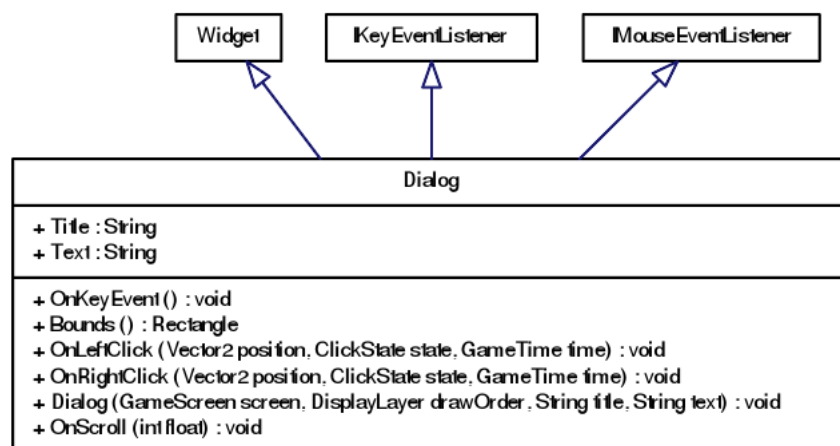 Widget IKeyEventListener IMouseEventListener
Dialog
+ Title : String
+ Text : String
+ OnKeyEvent () : void
+ Bounds () : Rectangle
+ OnLeftClick (Vector2 position, ClickState state, GameTime time) : void
+ OnRightClick (Vector2 position, ClickState state, GameTime time) : void
+ Dialog (GameScreen screen, DisplayLayer drawOrder, String title, String text) : void
+ OnScroll (int float) : void